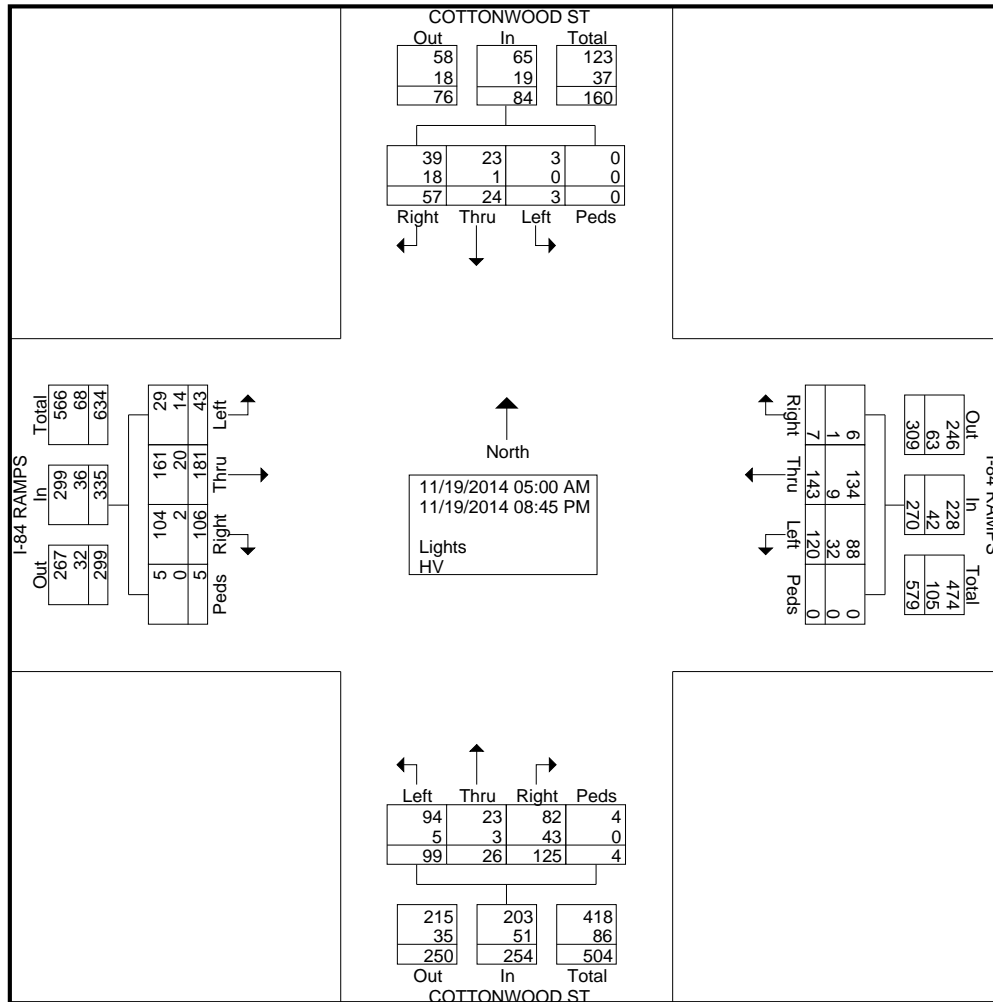 COTTONWOOD ST
Out In Total
58 65 123
18 19 37
76 84 160
39 23 3 0
18 1 0 0
57 24 3 0
Right Thru Left Peds
I-84 RAMPS
Total In Out
566 299 267
68 36 32
634 335 299
29 161 104 5
14 20 2 0
43 181 106 5
Left Thru Right Peds
North
11/19/2014 05:00 AM
11/19/2014 08:45 PM
Lights
HV
Right Thru Left Peds
6 134 88 0
1 9 32 0
7 143 120 0
Out In Total
246 228 474
63 42 105
309 270 579
I-84 RAMPS
Left Thru Right Peds
94 23 82 4
5 3 43 0
99 26 125 4
215 203 418
35 51 86
250 254 504
Out In Total
COTTONWOOD ST